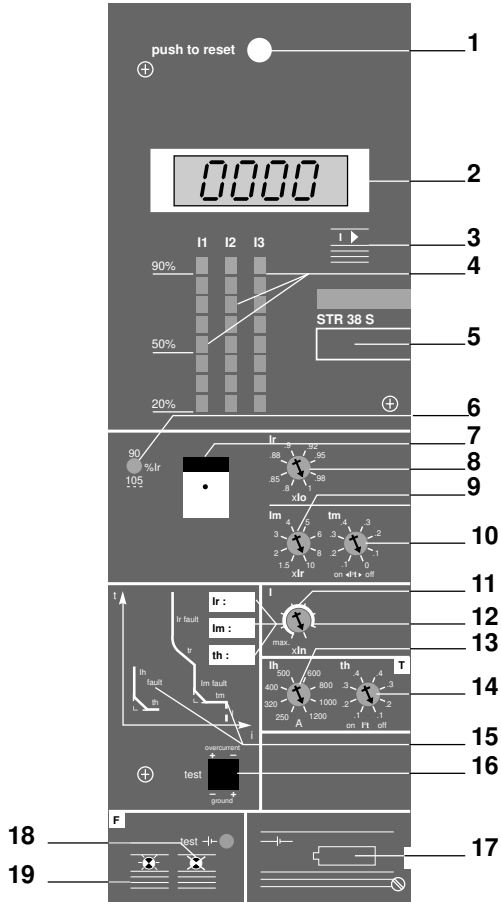 push to reset
1
0000
2
I
3
I1 I2 I3
4
90%
STR 38 S
50%
5
20%
6
7
90
%Ir
105
Ir
.8 .85 .88 .9 .92 .95 .98 1
xIo
8
9
Im
1.5 2 3 4 5 6 8 10
xIr
tm
.1 .2 .3 .4 .3 .2 .1 0
on I²t off
10
t
Ir fault
tr
Ih
fault
th
Im fault
tm
I
i
Ir :
Im :
th :
I
max.
xIn
11
12
13
Ih
250 320 400 500 600 800 1000 1200
A
th
T
.1 .2 .3 .4 .4 .3 .2 .1
on I²t off
14
15
overcurrent
+ −
test
− +
ground
16
F
test
17
18
19